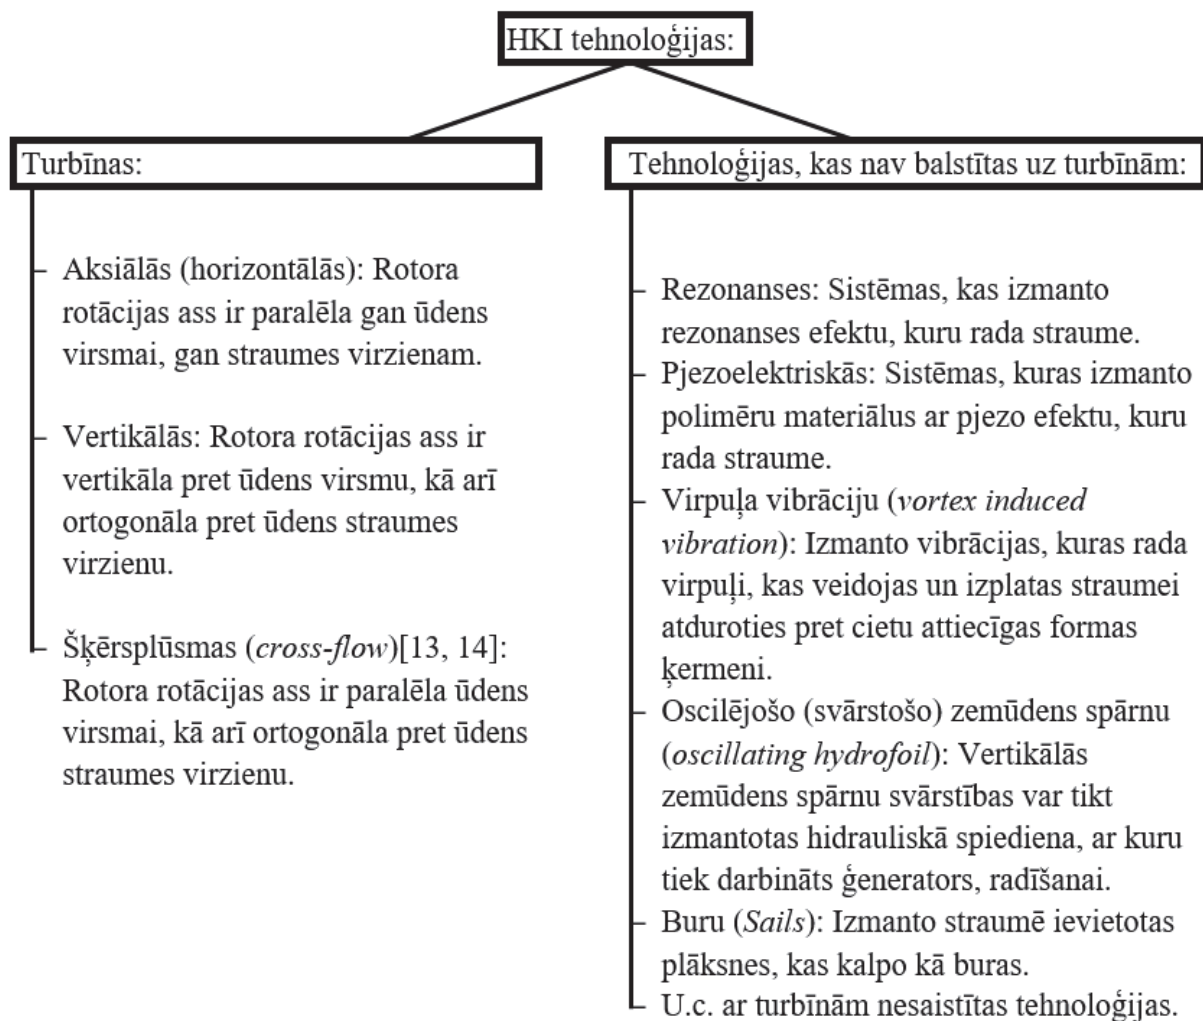 HKI tehnoloģijas:
Turbīnas:
– Aksiālās (horizontālās): Rotora
rotācijas ass ir paralēla gan ūdens
virsmai, gan straumes virzienam.
– Vertikālās: Rotora rotācijas ass ir
vertikāla pret ūdens virsmu, kā arī
ortogonāla pret ūdens straumes
virzienu.
– Šķērsplūsmas (cross-flow)[13, 14]:
Rotora rotācijas ass ir paralēla ūdens
virsmai, kā arī ortogonāla pret ūdens
straumes virzienu.
Tehnoloģijas, kas nav balstītas uz turbīnām:
– Rezonanses: Sistēmas, kas izmanto
rezonanses efektu, kuru rada straume.
– Pjezoelektriskās: Sistēmas, kuras izmanto
polimēru materiālus ar pjezo efektu, kuru
rada straume.
– Virpuļa vibrāciju (vortex induced
vibration): Izmanto vibrācijas, kuras rada
virpuļi, kas veidojas un izplatas straumei
atduroties pret cietu attiecīgas formas
ķermeni.
– Oscilējošo (svārstošo) zemūdens spārnu
(oscillating hydrofoil): Vertikālās
zemūdens spārnu svārstības var tikt
izmantotas hidrauliskā spiediena, ar kuru
tiek darbināts ģenerators, radīšanai.
– Buru (Sails): Izmanto straumē ievietotas
plāksnes, kas kalpo kā buras.
– U.c. ar turbīnām nesaistītas tehnoloģijas.